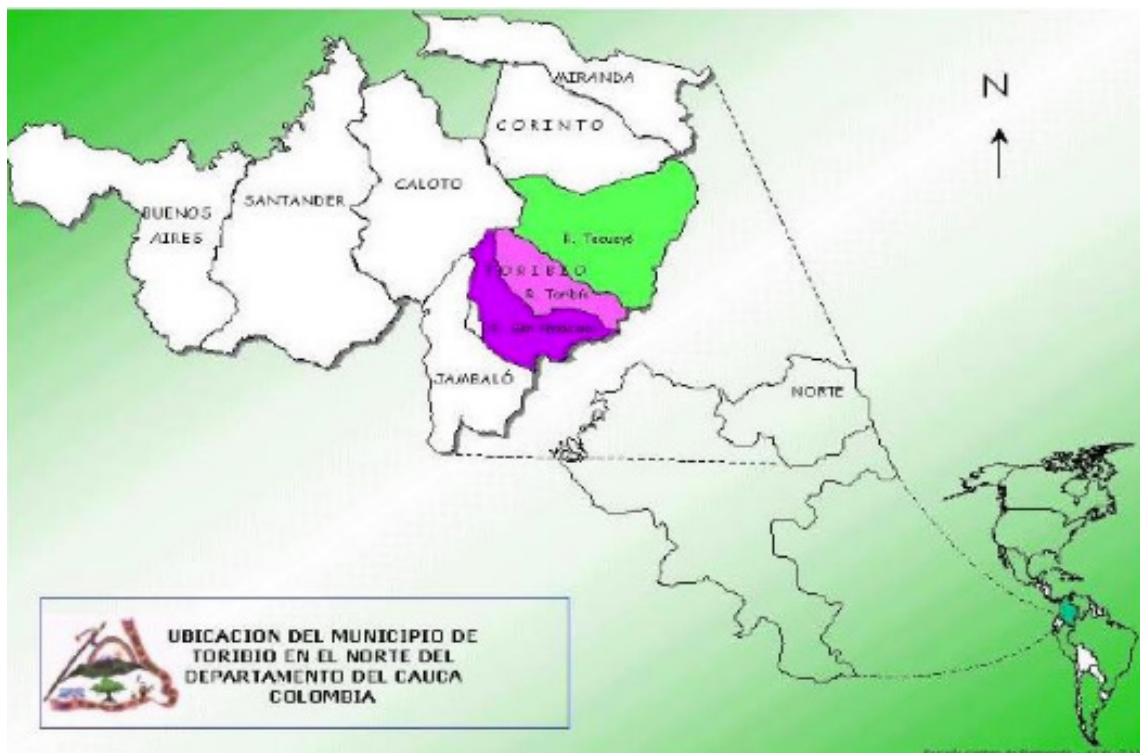 MIRANDA
N
CORINTO
CALOTO
SANTANDER
BUENOS
AIRES
R. Tacueyó
TORIBIO
R. Toribío
JAMBALÓ
NORTE
UBICACION DEL MUNICIPIO DE
TORIBIO EN EL NORTE DEL
DEPARTAMENTO DEL CAUCA
COLOMBIA